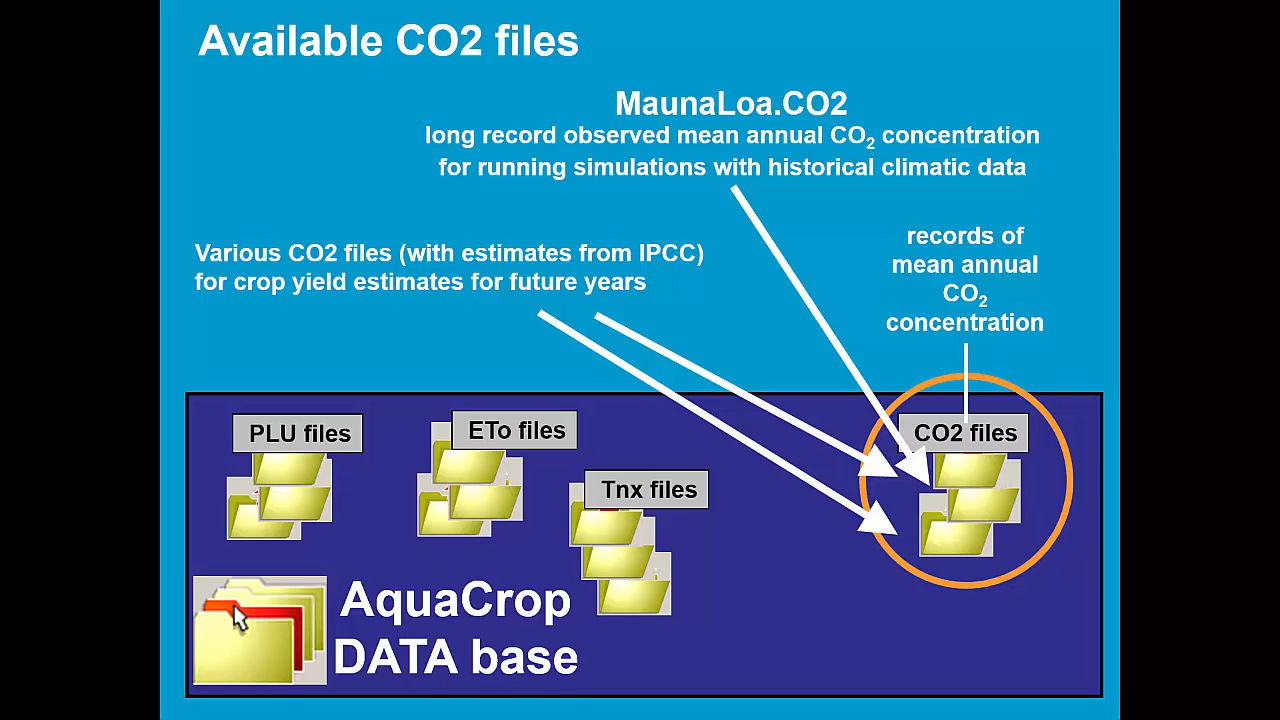 Available CO2 files
MaunaLoa.CO2
long record observed mean annual CO₂ concentration
for running simulations with historical climatic data
Various CO2 files (with estimates from IPCC)
for crop yield estimates for future years
records of
mean annual
CO₂
concentration
PLU files
ETo files
Tnx files
CO2 files
AquaCrop
DATA base